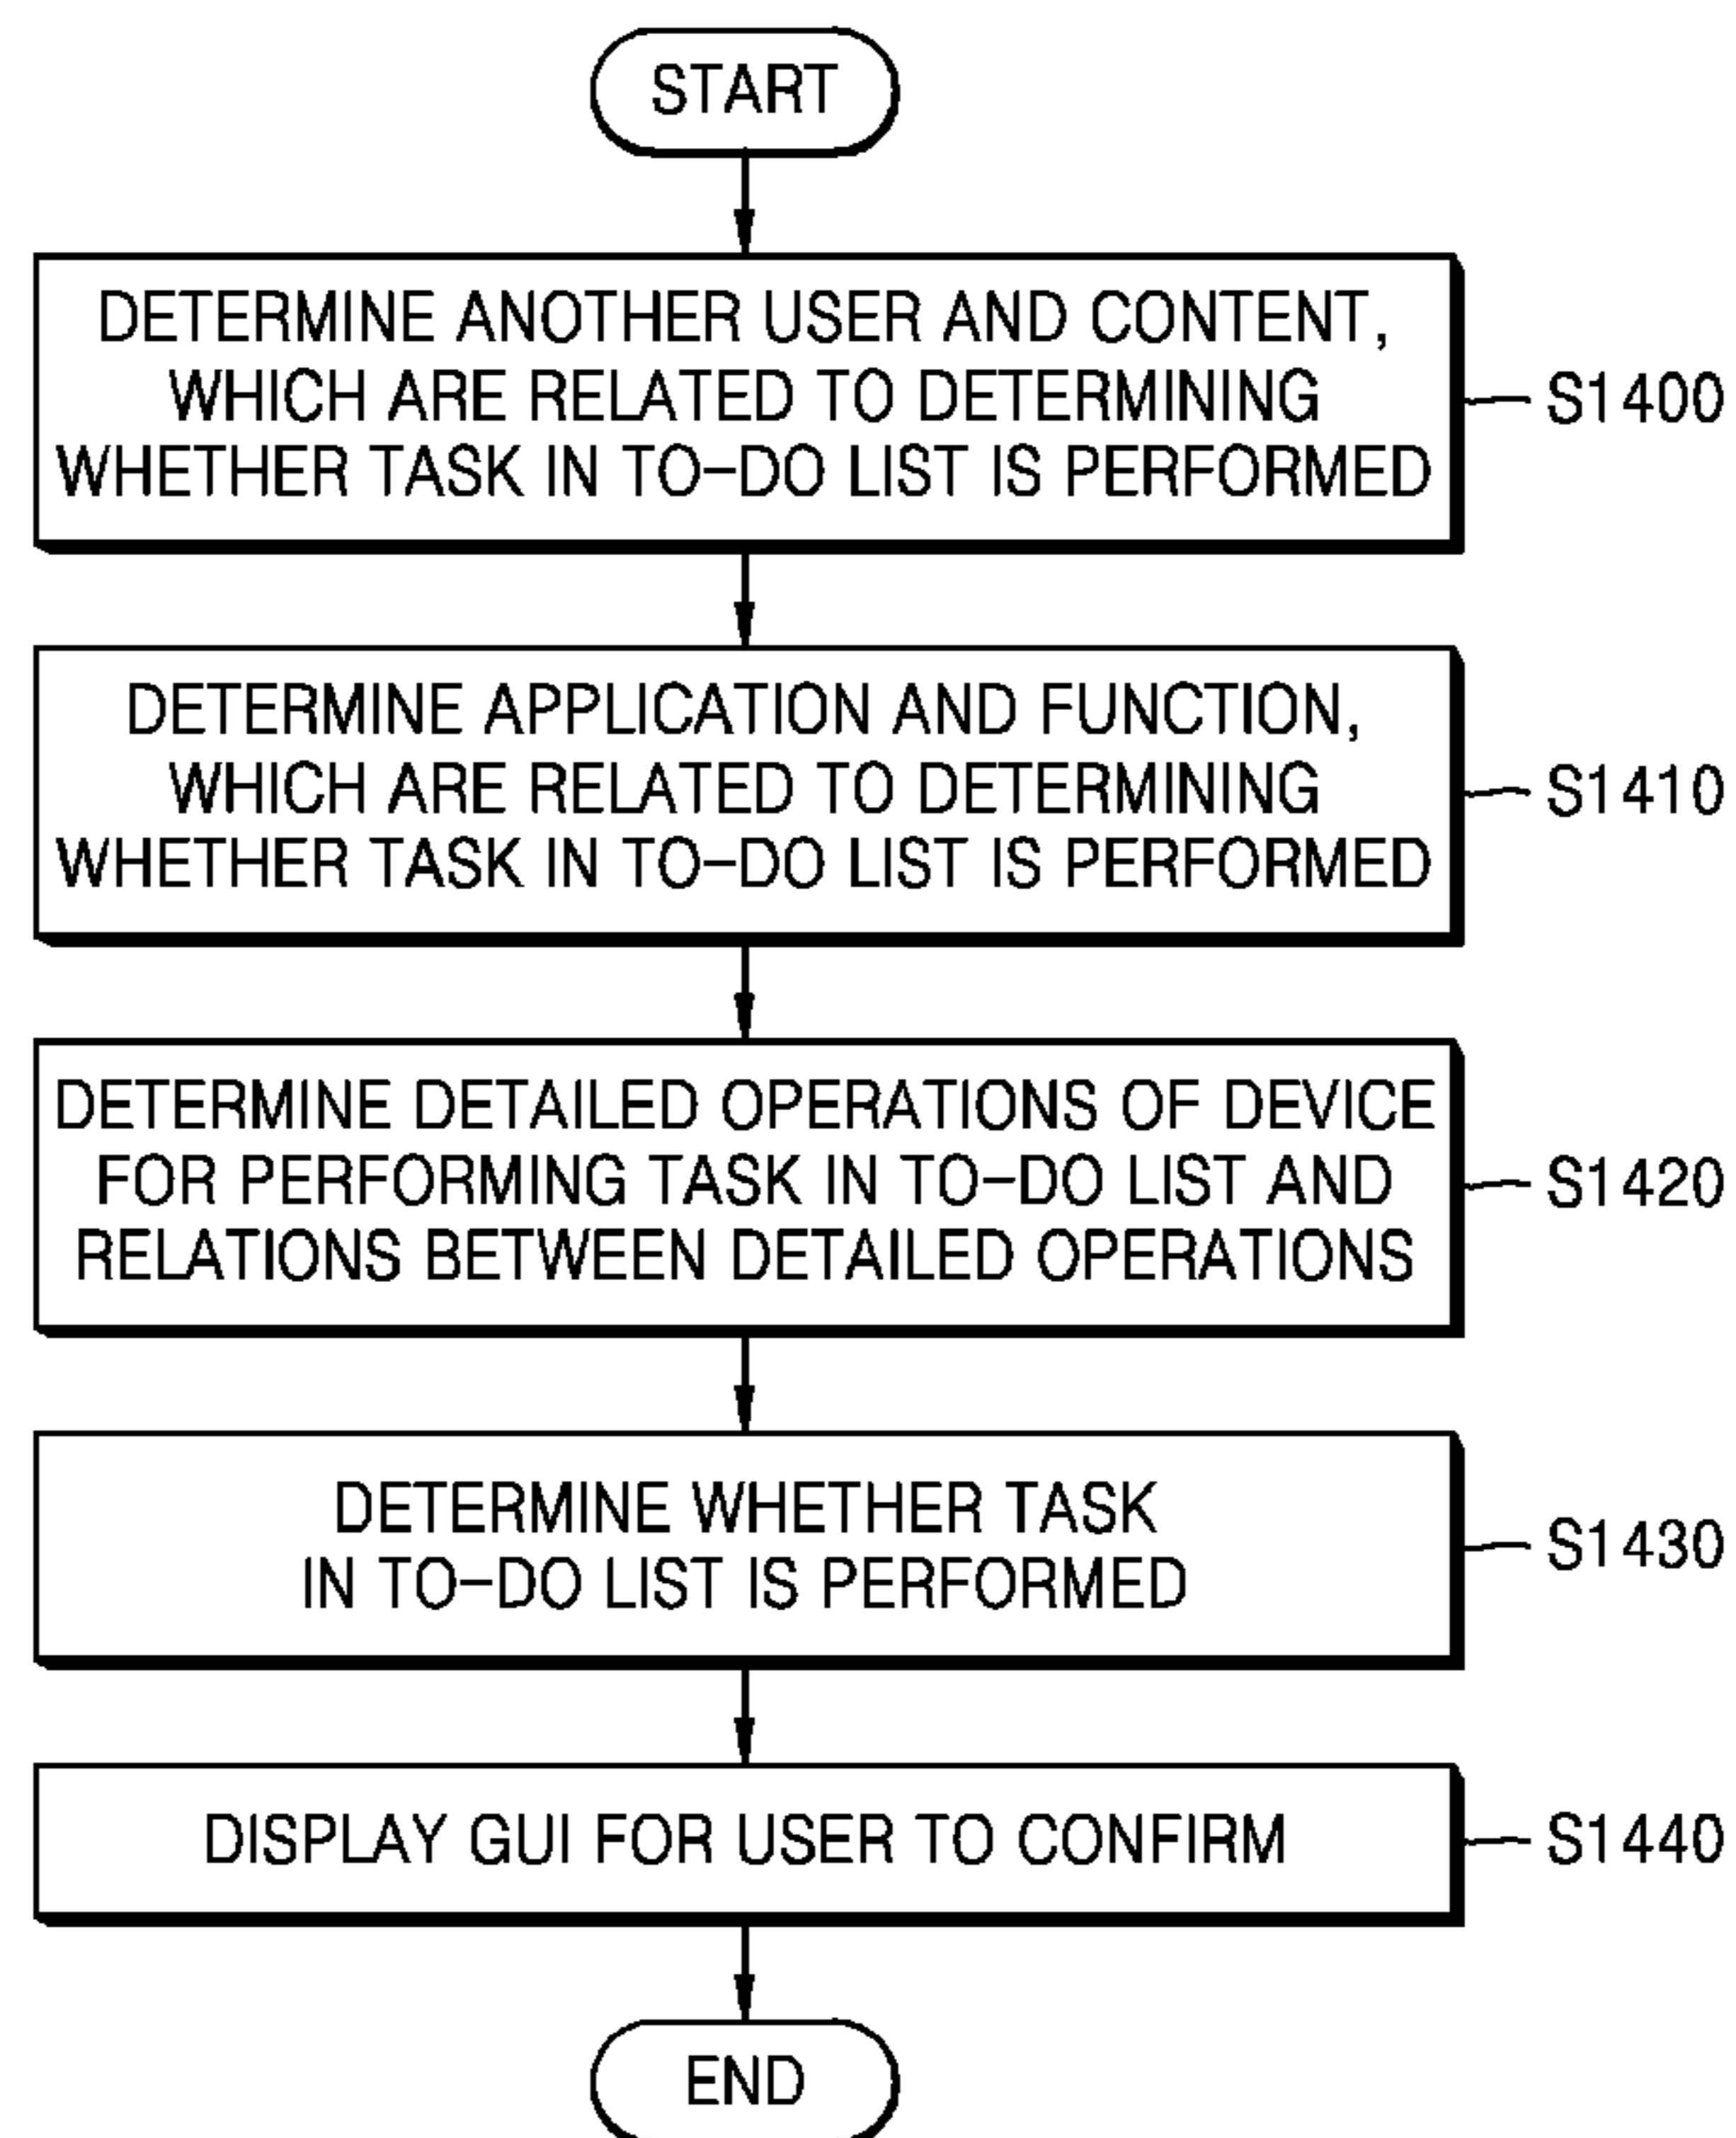 START
DETERMINE ANOTHER USER AND CONTENT,
WHICH ARE RELATED TO DETERMINING
WHETHER TASK IN TO-DO LIST IS PERFORMED
S1400
DETERMINE APPLICATION AND FUNCTION,
WHICH ARE RELATED TO DETERMINING
WHETHER TASK IN TO-DO LIST IS PERFORMED
S1410
DETERMINE DETAILED OPERATIONS OF DEVICE
FOR PERFORMING TASK IN TO-DO LIST AND
RELATIONS BETWEEN DETAILED OPERATIONS
S1420
DETERMINE WHETHER TASK
IN TO-DO LIST IS PERFORMED
S1430
DISPLAY GUI FOR USER TO CONFIRM
S1440
END